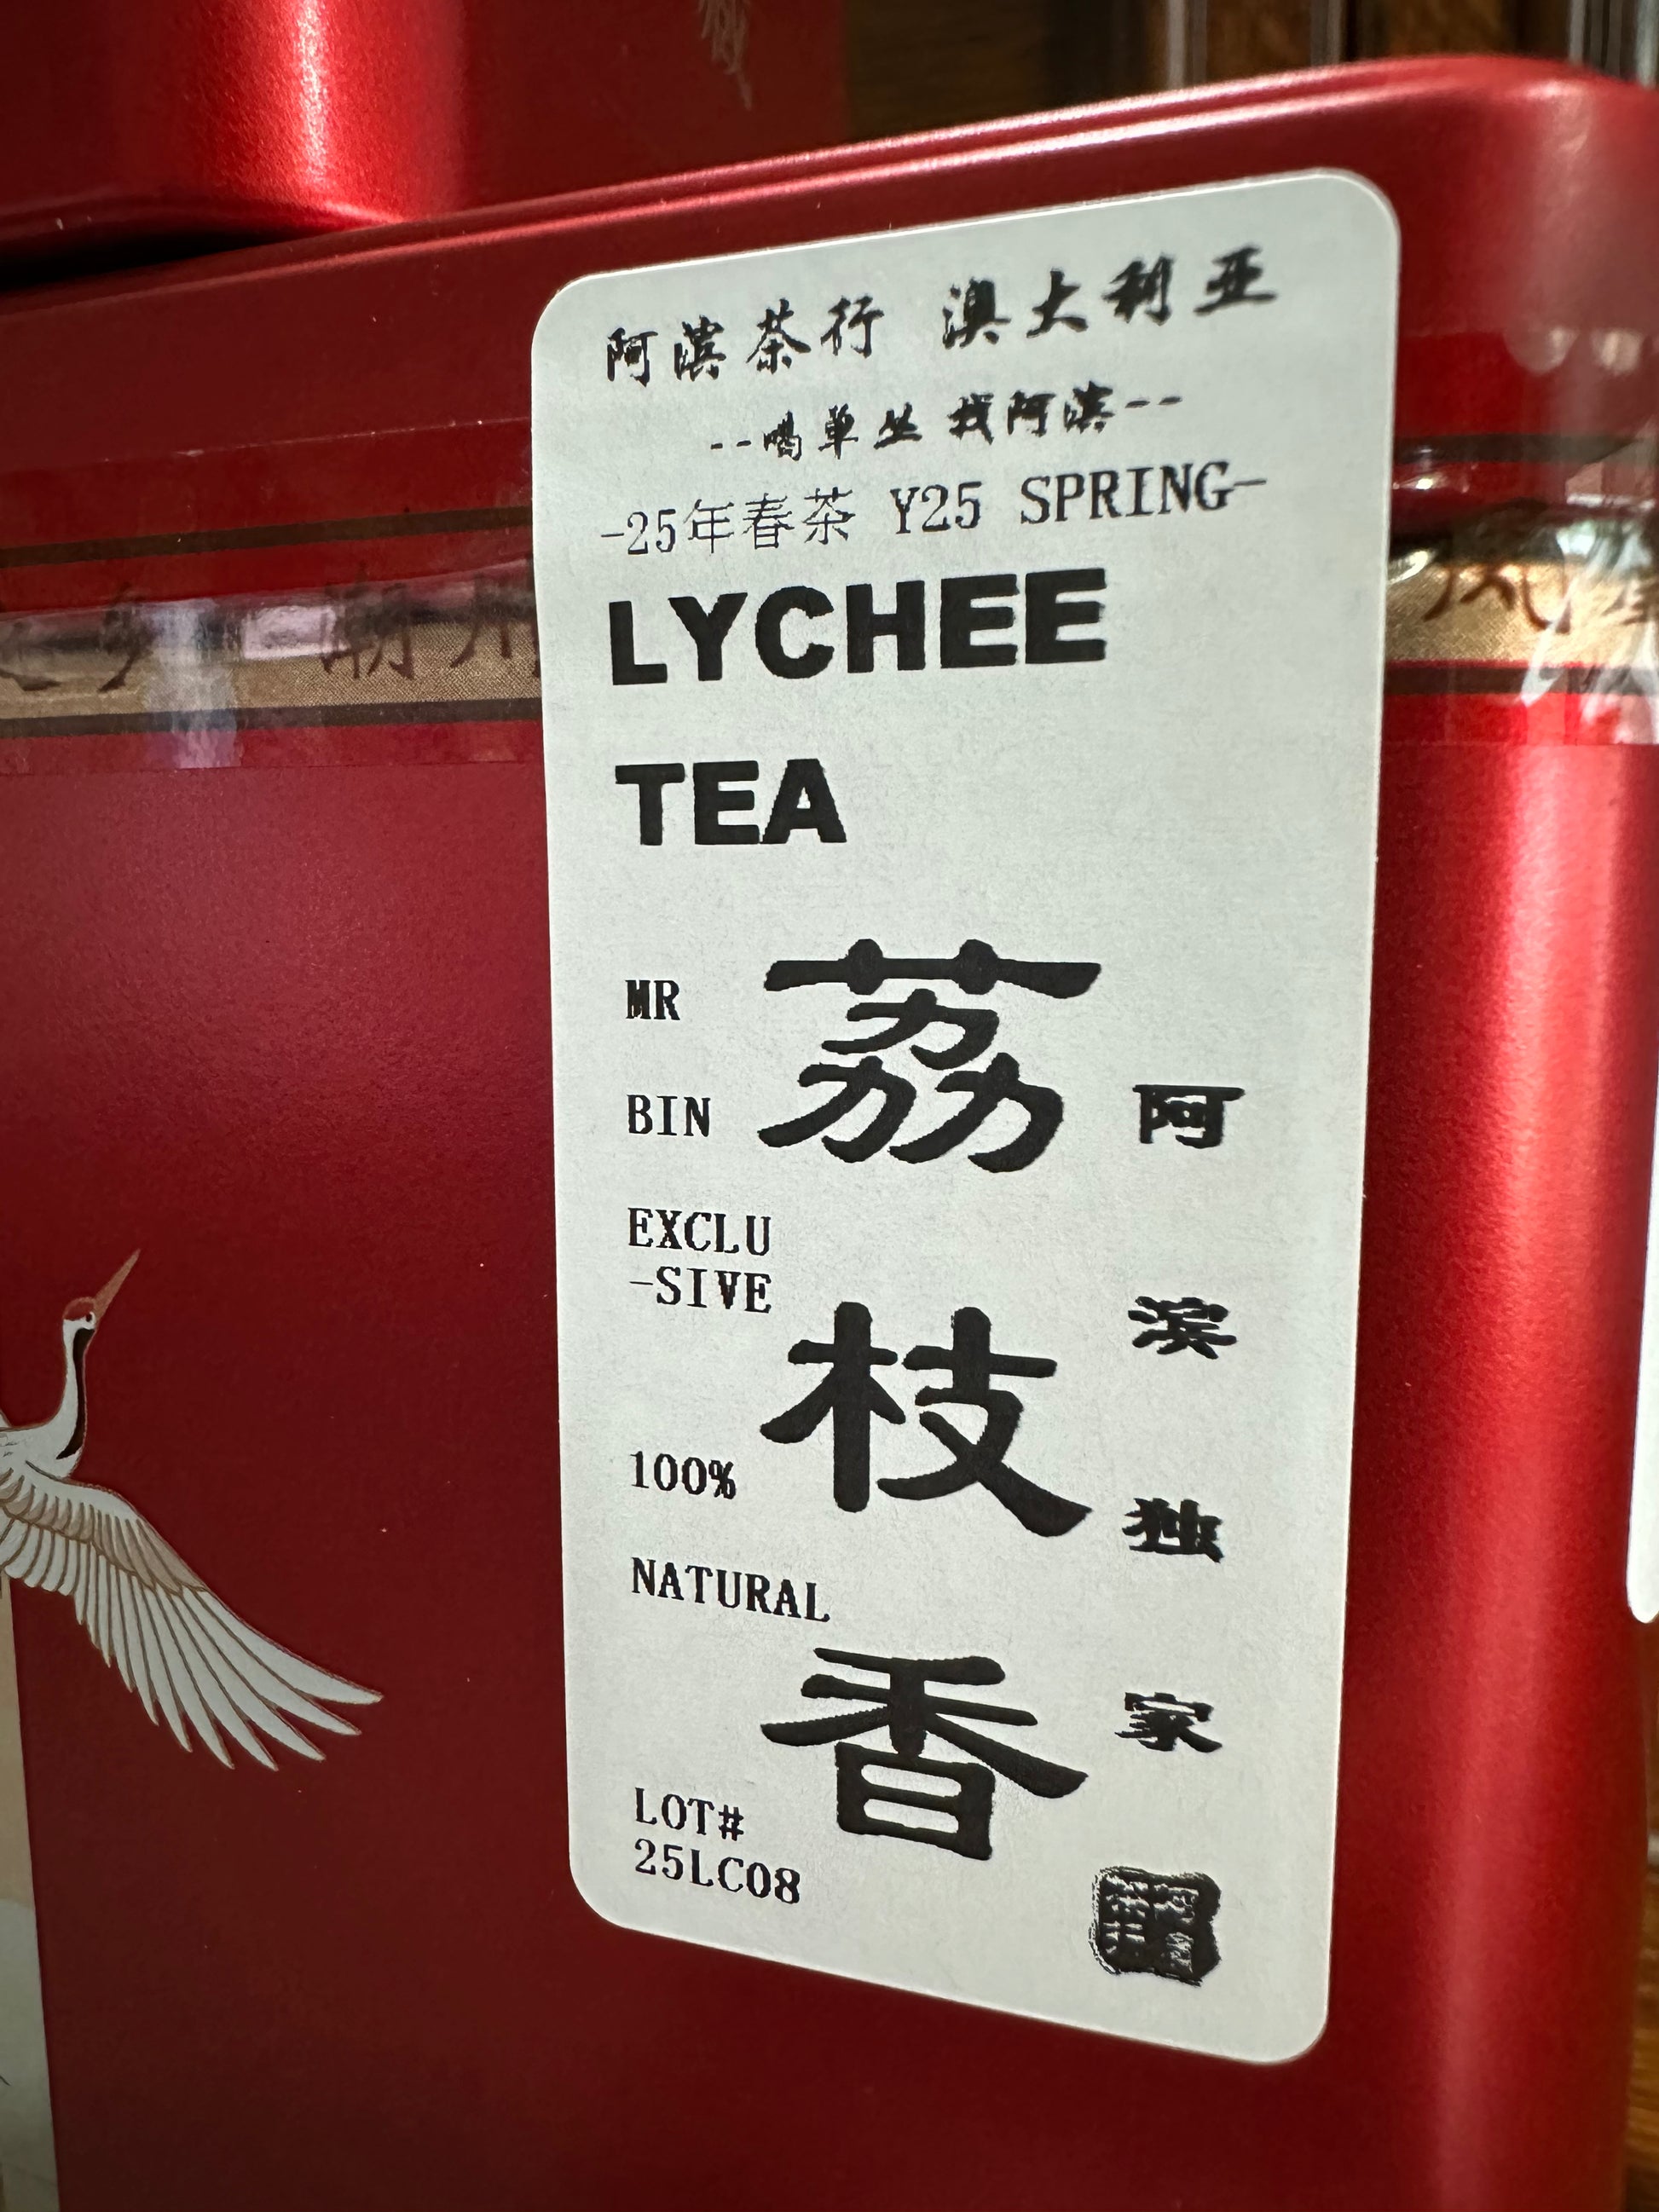 阿滨茶行 澳大利亚
--喝单丛 找阿滨--
-25年春茶 Y25 SPRING-
LYCHEE
TEA
荔枝香
MR
BIN
EXCLU
-SIVE
100%
NATURAL
LOT#
25LC08
阿滨独家
潮州